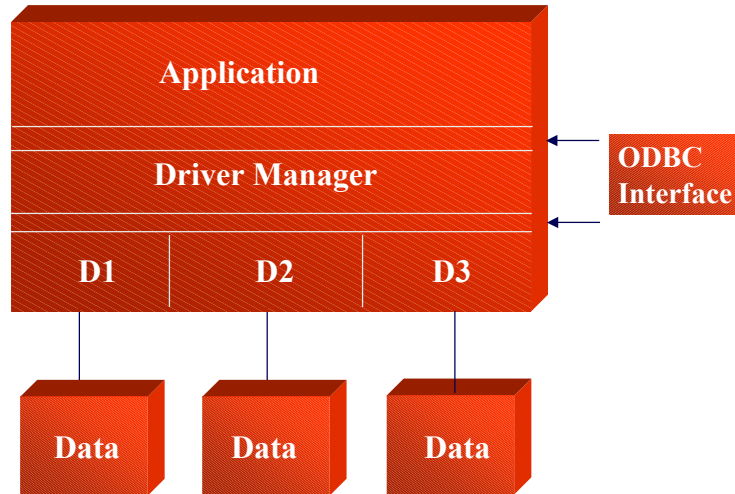 Application
ODBC
Interface
Driver Manager
D1 D2 D3
Data Data Data